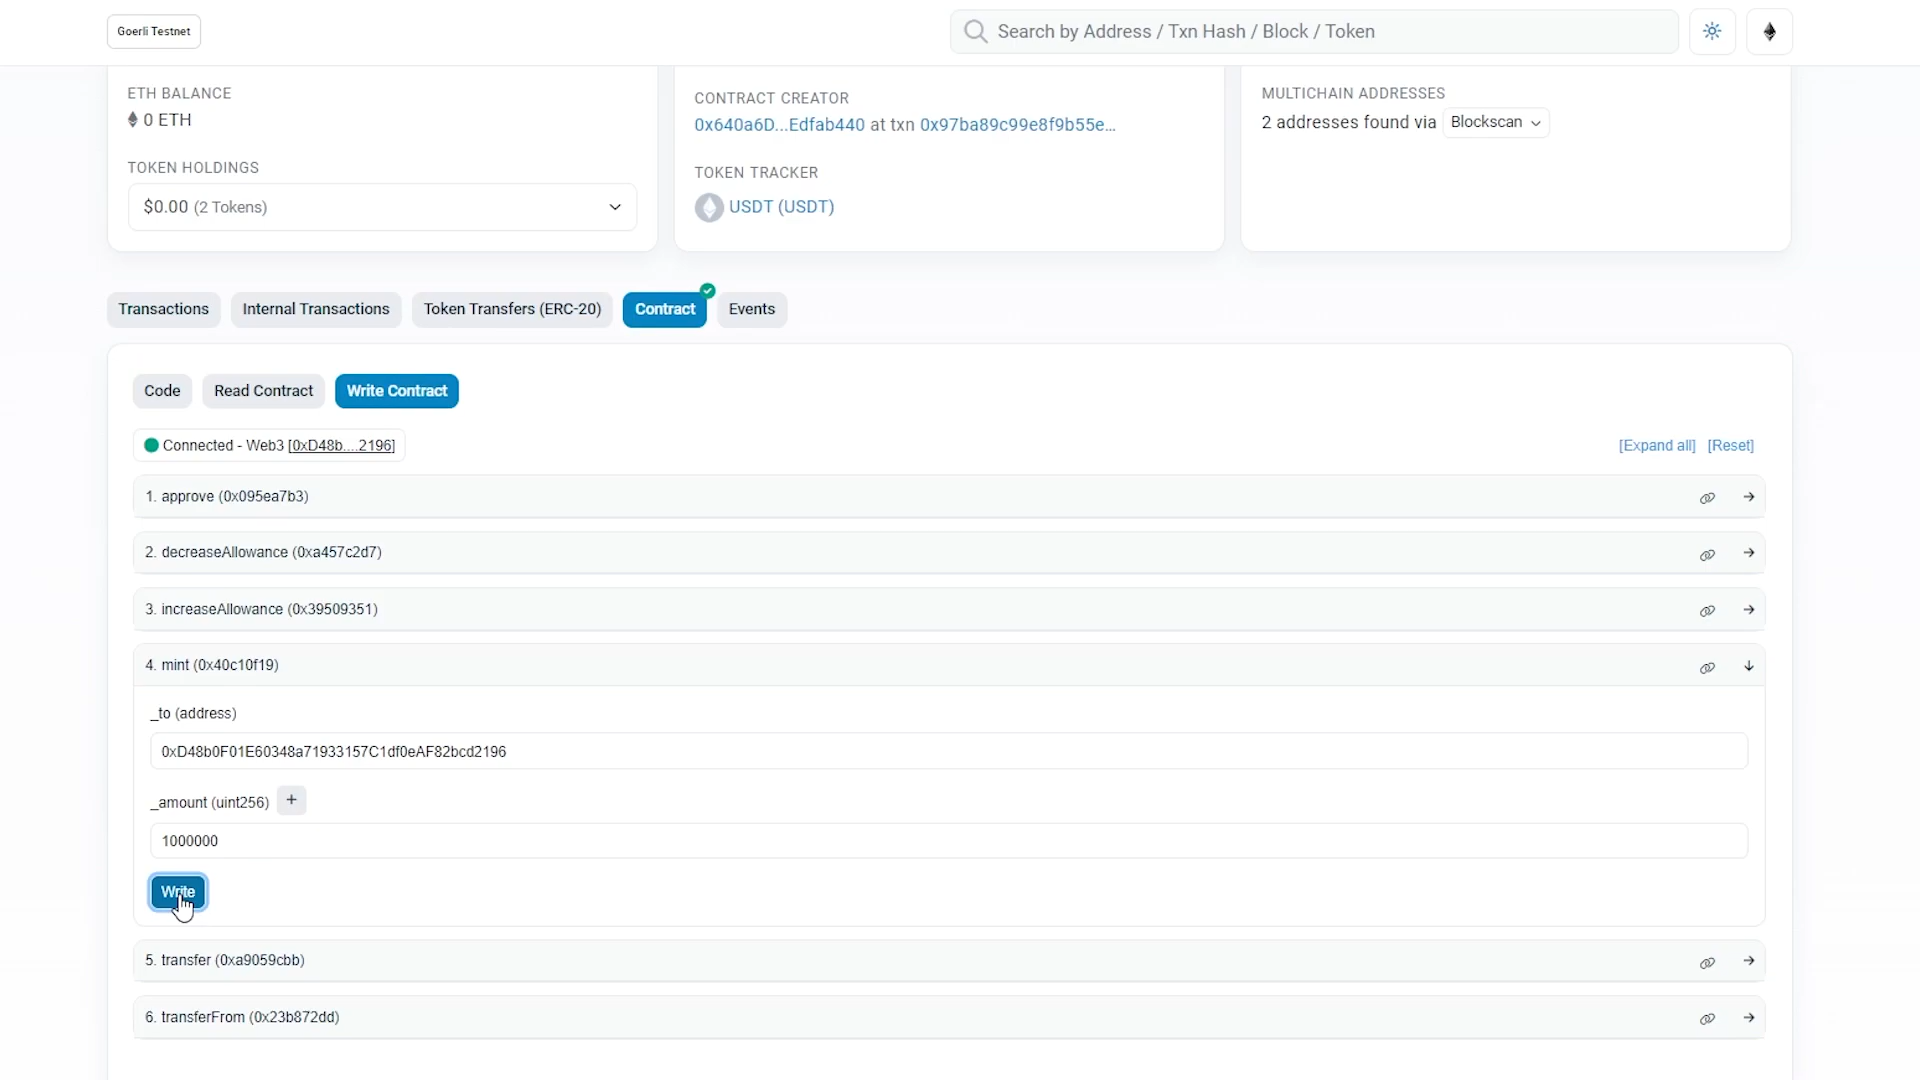 Goerli Testnet
Search by Address / Txn Hash / Block / Token
ETH BALANCE
0 ETH
TOKEN HOLDINGS
$0.00 (2 Tokens)
CONTRACT CREATOR
0x640a6D...Edfab440 at txn 0x97ba89c99e8f9b55e...
TOKEN TRACKER
USDT (USDT)
MULTICHAIN ADDRESSES
2 addresses found via Blockscan
Transactions Internal Transactions Token Transfers (ERC-20) Contract Events
Code Read Contract Write Contract
Connected - Web3 [0xD48b....2196]
[Expand all] [Reset]
1. approve (0x095ea7b3)
2. decreaseAllowance (0xa457c2d7)
3. increaseAllowance (0x39509351)
4. mint (0x40c10f19)
_to (address)
0xD48b0F01E60348a71933157C1df0eAF82bcd2196
_amount (uint256) +
1000000
Write
5. transfer (0xa9059cbb)
6. transferFrom (0x23b872dd)